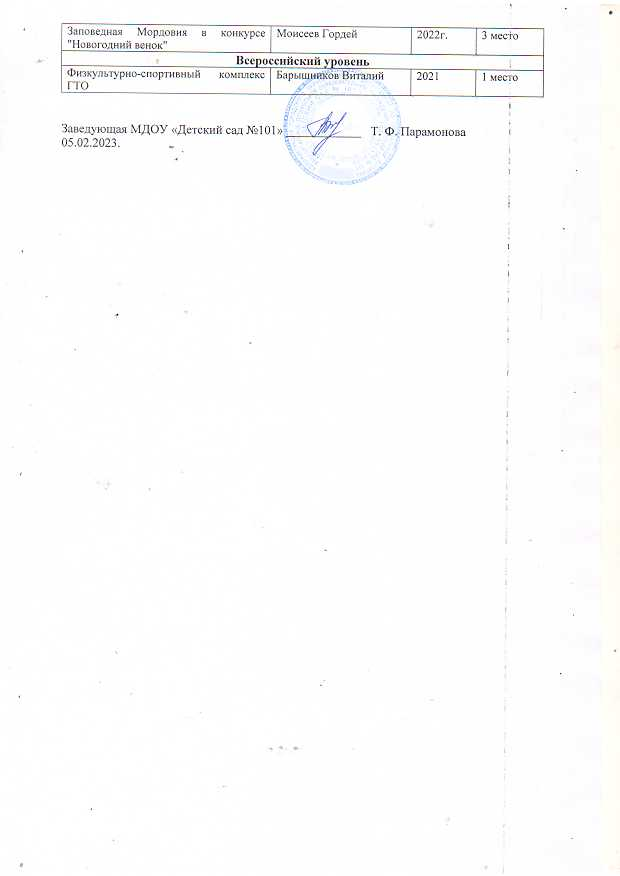 Заповедная Мордовия в конкурсе "Новогодний венок" Моисеев Гордей 2022г. 3 место
Всероссийский уровень
Физкультурно-спортивный комплекс ГТО Барышников Виталий 2021 1 место
Заведующая МДОУ «Детский сад №101» ____________ Т. Ф. Парамонова
05.02.2023.